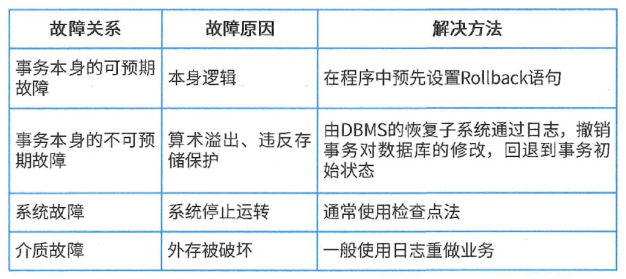 故障关系 故障原因 解决方法
事务本身的可预期
故障
本身逻辑
在程序中预先设置Rollback语句
事务本身的不可预
期故障
算术溢出、违反存
储保护
由DBMS的恢复子系统通过日志，撤销
事务对数据库的修改，回退到事务初
始状态
系统故障 系统停止运转 通常使用检查点法
介质故障 外存被破坏 一般使用日志重做业务